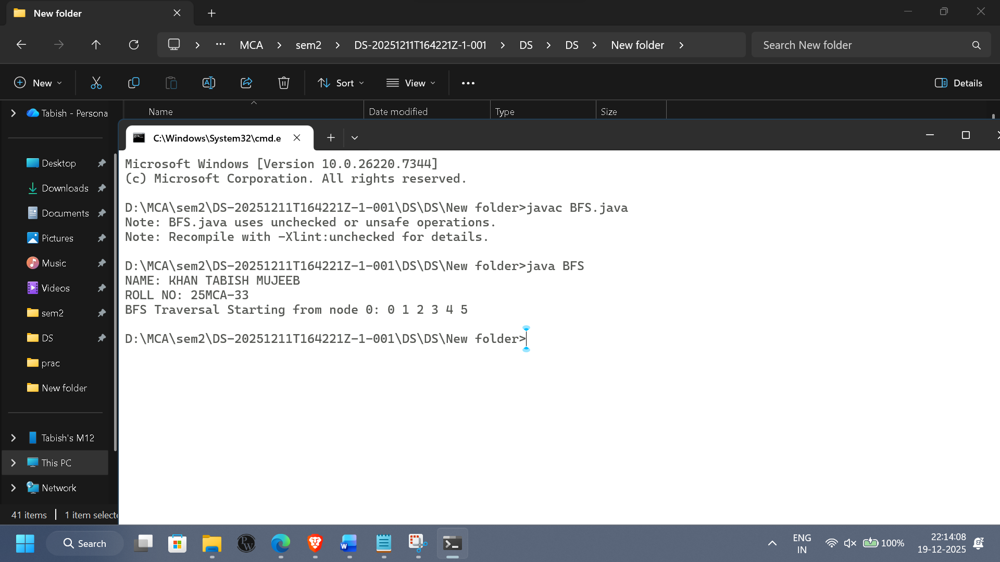 New folder
MCA > sem2 > DS-20251211T164221Z-1-001 > DS > DS > New folder >
Search New folder
New
Sort
View
Details
Tabish - Persona
Name
Date modified
Type
Size
C:\Windows\System32\cmd.e
Microsoft Windows [Version 10.0.26220.7344]
(c) Microsoft Corporation. All rights reserved.
D:\MCA\sem2\DS-20251211T164221Z-1-001\DS\DS\New folder>javac BFS.java
Note: BFS.java uses unchecked or unsafe operations.
Note: Recompile with -Xlint:unchecked for details.
D:\MCA\sem2\DS-20251211T164221Z-1-001\DS\DS\New folder>java BFS
NAME: KHAN TABISH MUJEEB
ROLL NO: 25MCA-33
BFS Traversal Starting from node 0: 0 1 2 3 4 5
D:\MCA\sem2\DS-20251211T164221Z-1-001\DS\DS\New folder>
Desktop
Downloads
Documents
Pictures
Music
Videos
sem2
DS
prac
New folder
Tabish's M12
This PC
Network
41 items
1 item selecte
Search
PW
W
ENG
IN
100%
22:14:08
19-12-2025